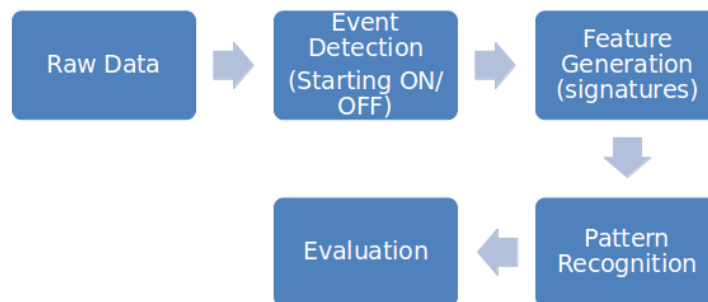 Raw Data
Event
Detection
(Starting ON/
OFF)
Feature
Generation
(signatures)
Pattern
Recognition
Evaluation